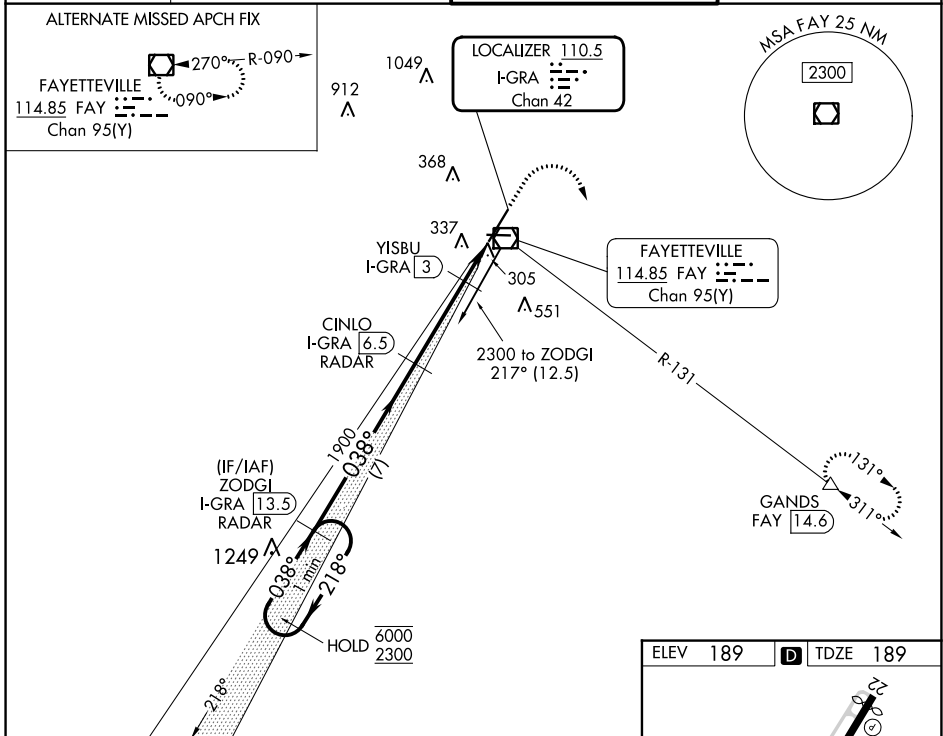 ALTERNATE MISSED APCH FIX
270°
R-090
090°
FAYETTEVILLE
114.85 FAY
Chan 95(Y)
912
1049
LOCALIZER 110.5
I-GRA
Chan 42
MSA FAY 25 NM
2300
368
337
YISBU
I-GRA 3
305
551
FAYETTEVILLE
114.85 FAY
Chan 95(Y)
CINLO
I-GRA 6.5
RADAR
2300 to ZODGI
217° (12.5)
R-131
1900
038°
(7)
(IF/IAF)
ZODGI
I-GRA 13.5
RADAR
1249
131°
311°
GANDS
FAY 14.6
038°
1 min
218°
HOLD 6000
2300
218°
ELEV 189 D TDZE 189
22